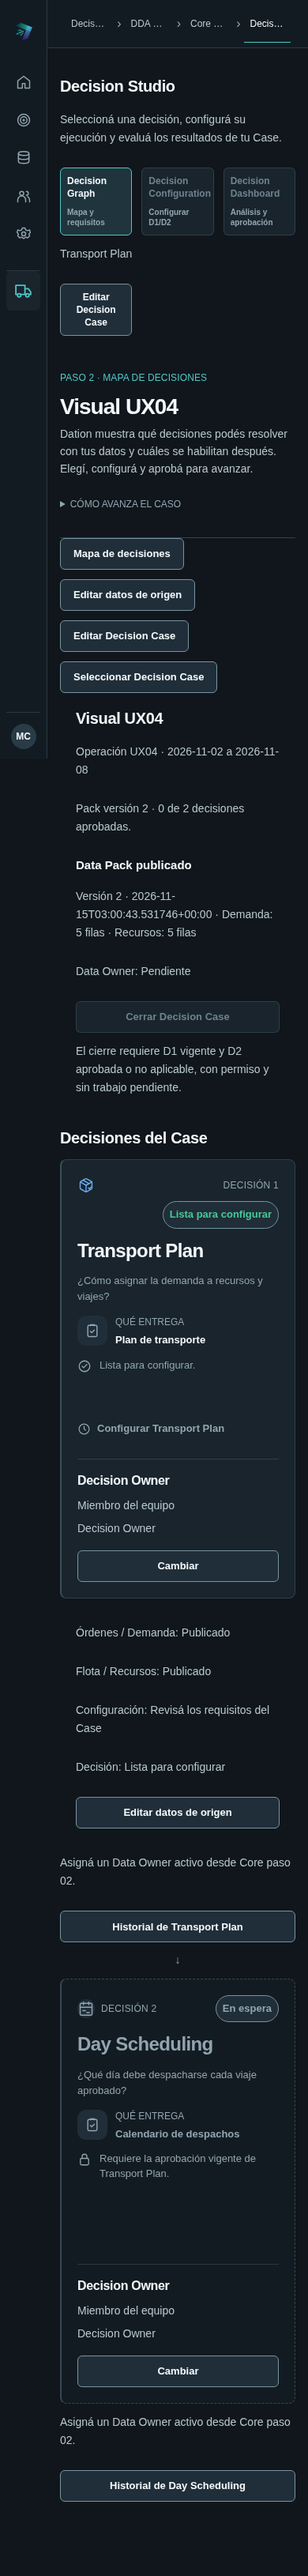 Decis...
DDA ...
Core ...
Decis...
Decision Studio
Seleccioná una decisión, configurá su
ejecución y evaluá los resultados de tu Case.
Decision
Graph
Mapa y
requisitos
Decision
Configuration
Configurar
D1/D2
Decision
Dashboard
Análisis y
aprobación
Transport Plan
Editar
Decision
Case
PASO 2 · MAPA DE DECISIONES
Visual UX04
Dation muestra qué decisiones podés resolver
con tus datos y cuáles se habilitan después.
Elegí, configurá y aprobá para avanzar.
CÓMO AVANZA EL CASO
Mapa de decisiones
Editar datos de origen
Editar Decision Case
Seleccionar Decision Case
MC
Visual UX04
Operación UX04 · 2026-11-02 a 2026-11-
08
Pack versión 2 · 0 de 2 decisiones
aprobadas.
Data Pack publicado
Versión 2 · 2026-11-
15T03:00:43.531746+00:00 · Demanda:
5 filas · Recursos: 5 filas
Data Owner: Pendiente
Cerrar Decision Case
El cierre requiere D1 vigente y D2
aprobada o no aplicable, con permiso y
sin trabajo pendiente.
Decisiones del Case
DECISIÓN 1
Lista para configurar
Transport Plan
¿Cómo asignar la demanda a recursos y
viajes?
QUÉ ENTREGA
Plan de transporte
Lista para configurar.
Configurar Transport Plan
Decision Owner
Miembro del equipo
Decision Owner
Cambiar
Órdenes / Demanda: Publicado
Flota / Recursos: Publicado
Configuración: Revisá los requisitos del
Case
Decisión: Lista para configurar
Editar datos de origen
Asigná un Data Owner activo desde Core paso
02.
Historial de Transport Plan
↓
DECISIÓN 2
En espera
Day Scheduling
¿Qué día debe despacharse cada viaje
aprobado?
QUÉ ENTREGA
Calendario de despachos
Requiere la aprobación vigente de
Transport Plan.
Decision Owner
Miembro del equipo
Decision Owner
Cambiar
Asigná un Data Owner activo desde Core paso
02.
Historial de Day Scheduling